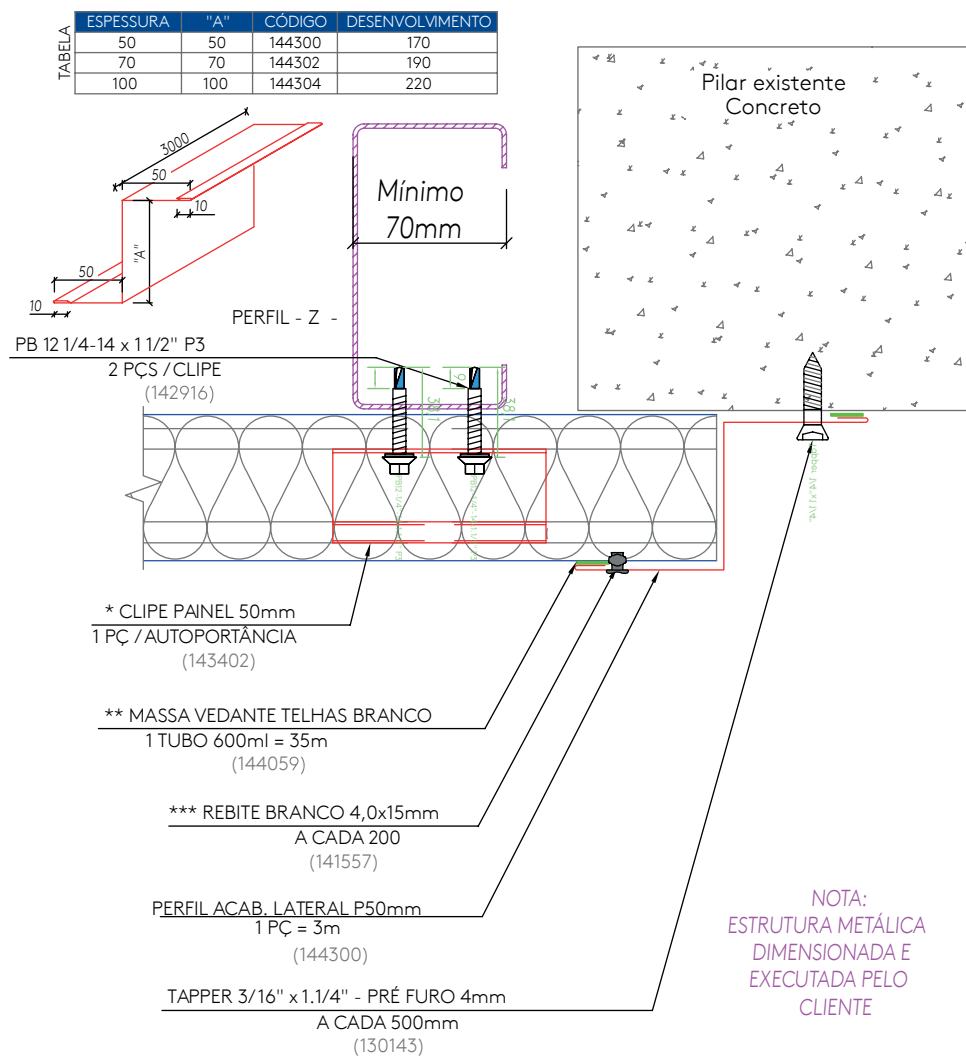 TABELA
ESPESSURA "A" CÓDIGO DESENVOLVIMENTO
50 50 144300 170
70 70 144302 190
100 100 144304 220
Pilar existente
Concreto
3000
50
10
"A"
50
10
Mínimo
70mm
PERFIL - Z -
PB 12 1/4-14 x 1 1/2" P3
2 PÇS / CLIPE
(142916)
* CLIPE PAINEL 50mm
1 PÇ / AUTOPORTÂNCIA
(143402)
** MASSA VEDANTE TELHAS BRANCO
1 TUBO 600ml = 35m
(144059)
*** REBITE BRANCO 4,0x15mm
A CADA 200
(141557)
PERFIL ACAB. LATERAL P50mm
1 PÇ = 3m
(144300)
TAPPER 3/16" x 1.1/4" - PRÉ FURO 4mm
A CADA 500mm
(130143)
NOTA:
ESTRUTURA METÁLICA
DIMENSIONADA E
EXECUTADA PELO
CLIENTE